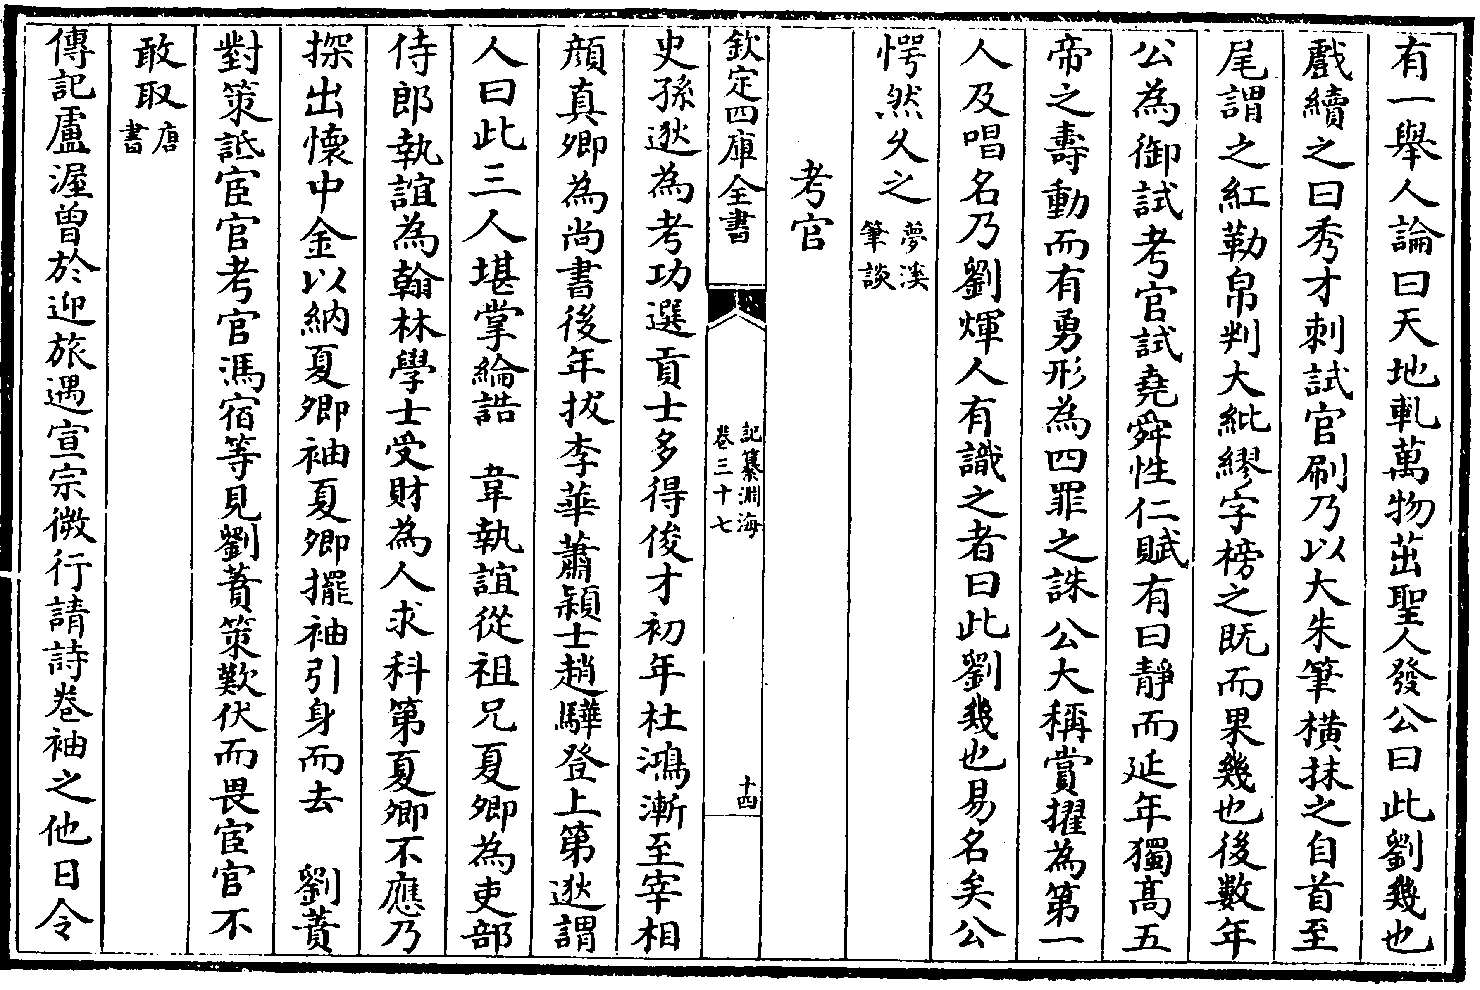 有一舉人論曰天地軋萬物茁聖人發公曰此劉幾也
戲續之曰秀才刺試官刷乃以大朱筆橫抹之自首至
尾謂之紅勒帛判大紕繆字榜之既而果幾也後數年
公為御試考官試堯舜性仁賦有曰靜而延年獨髙五
帝之壽動而有勇形為四罪之誅公大稱賞擢為第一
人及唱名乃劉煇人有識之者曰此劉幾也易名矣公
愕然久之夢溪
筆談
考官
欽定四庫全書
記纂淵海
卷三十七
十四
史孫逖為考功選貢士多得俊才初年杜鴻漸至宰相
顔真卿為尚書後年拔李華蕭穎士趙驊登上第逖謂
人曰此三人堪掌綸誥 韋執誼從祖兄夏卿為吏部
侍郎執誼為翰林學士受財為人求科第夏卿不應乃
探出懷中金以納夏卿袖夏卿擺袖引身而去 劉蕡
對策詆宦官考官馮宿等見劉蕡策歎伏而畏宦官不
敢取唐
書
傳記盧渥曾於逆旅遇宣宗微行請詩卷袖之他日令